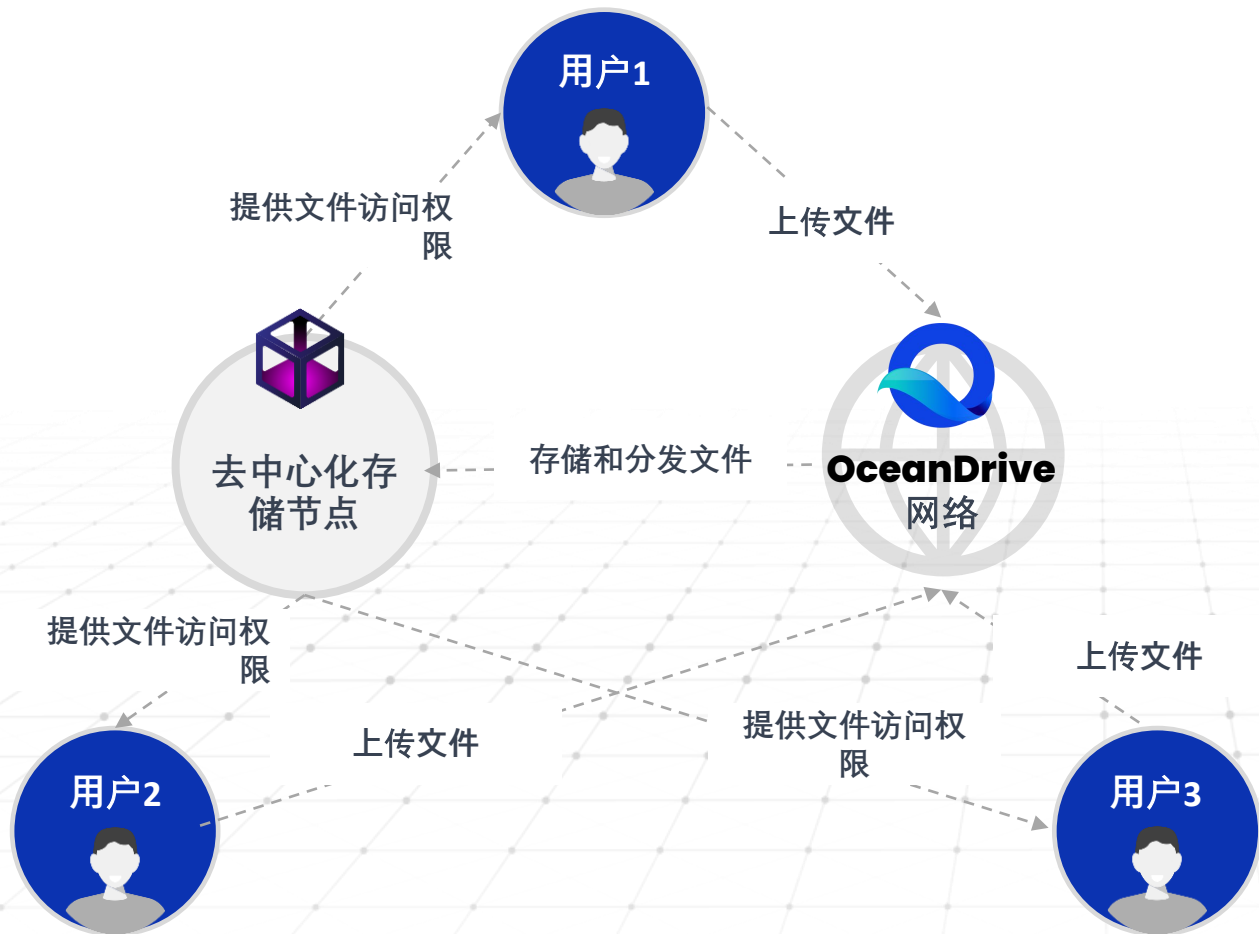 用户1
提供文件访问权
限
上传文件
去中心化存
储节点
存储和分发文件
OceanDrive
网络
提供文件访问权
限
上传文件
提供文件访问权
限
上传文件
用户2
用户3